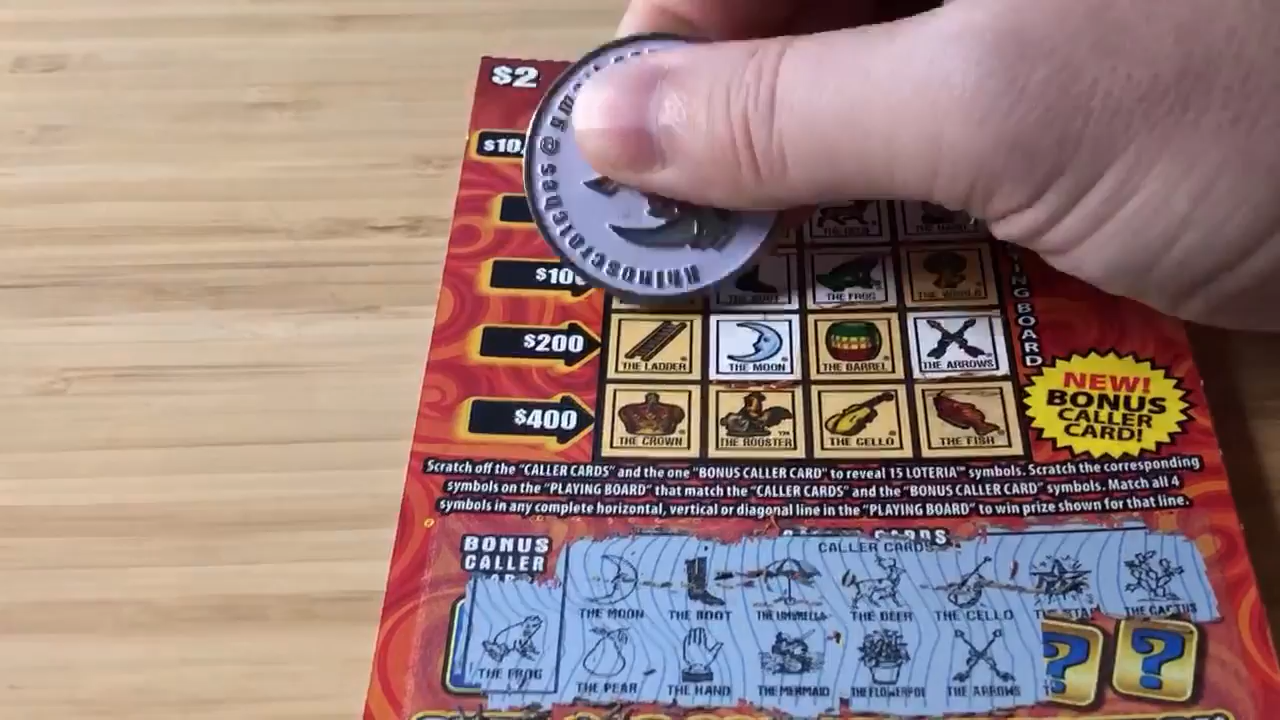 $2
$10,
THE DEER
THE HAND
$100
THE BOOT THE FROG THE WORLD
$200
THE LADDER THE MOON THE BARREL THE ARROWS
$400
THE CROWN THE ROOSTER THE CELLO THE FISH
BOARD
NEW!
BONUS
CALLER
CARD!
Scratch off the "CALLER CARDS" and the one "BONUS CALLER CARD" to reveal 15 LOTERIA™ symbols. Scratch the corresponding
symbols on the "PLAYING BOARD" that match the "CALLER CARDS" and the "BONUS CALLER CARD" symbols. Match all 4
symbols in any complete horizontal, vertical or diagonal line in the "PLAYING BOARD" to win prize shown for that line.
BONUS
CALLER
CALLER CARDS
THE MOON THE BOOT THE UMBRELLA THE DEER THE CELLO THE STAR THE CACTUS
THE FROG THE PEAR THE HAND THE MERMAID THE FLOWERPOT THE ARROWS
? ?